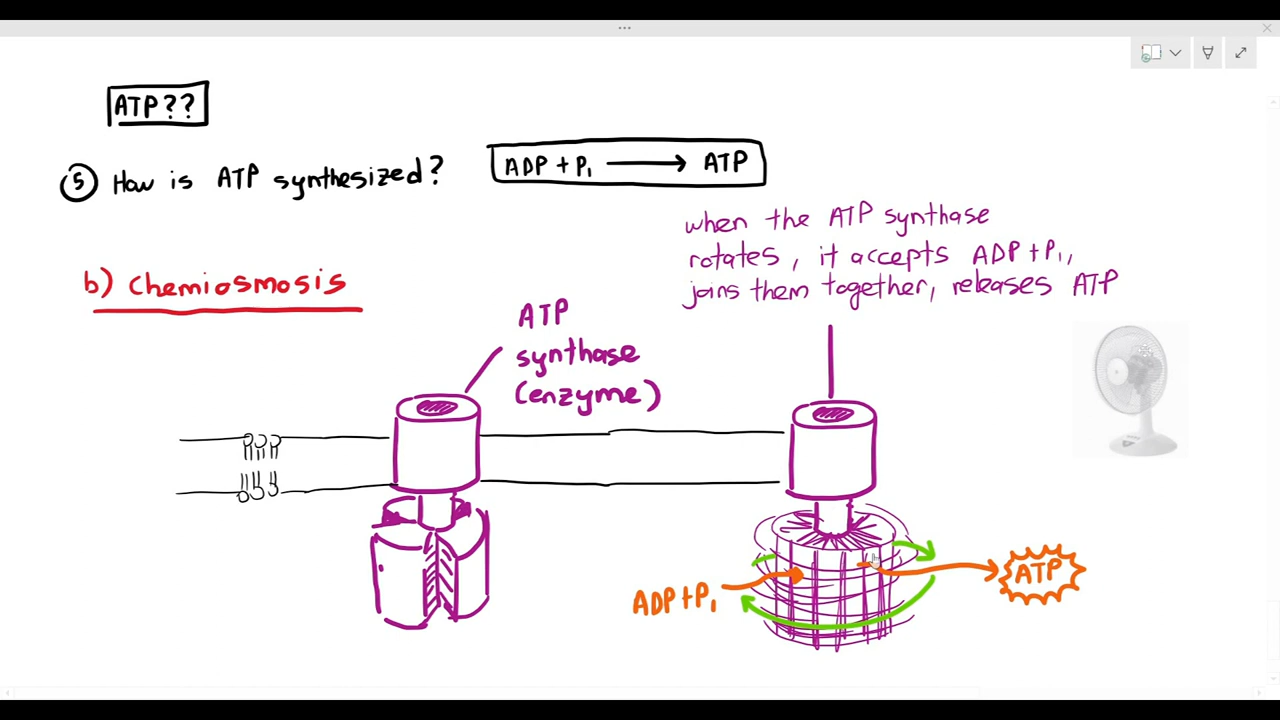 ATP??
5 How is ATP synthesized?
ADP + Pi → ATP
when the ATP synthase
rotates, it accepts ADP + Pi,
joins them together, releases ATP
b) Chemiosmosis
ATP
synthase
(enzyme)
ADP + Pi
ATP